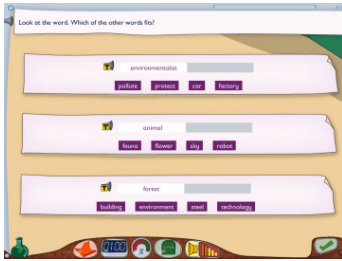 Look at the word. Which of the other words fits?
environmentalist
pollute protect car factory
animal
fauna flower sky robot
forest
building environment steel technology